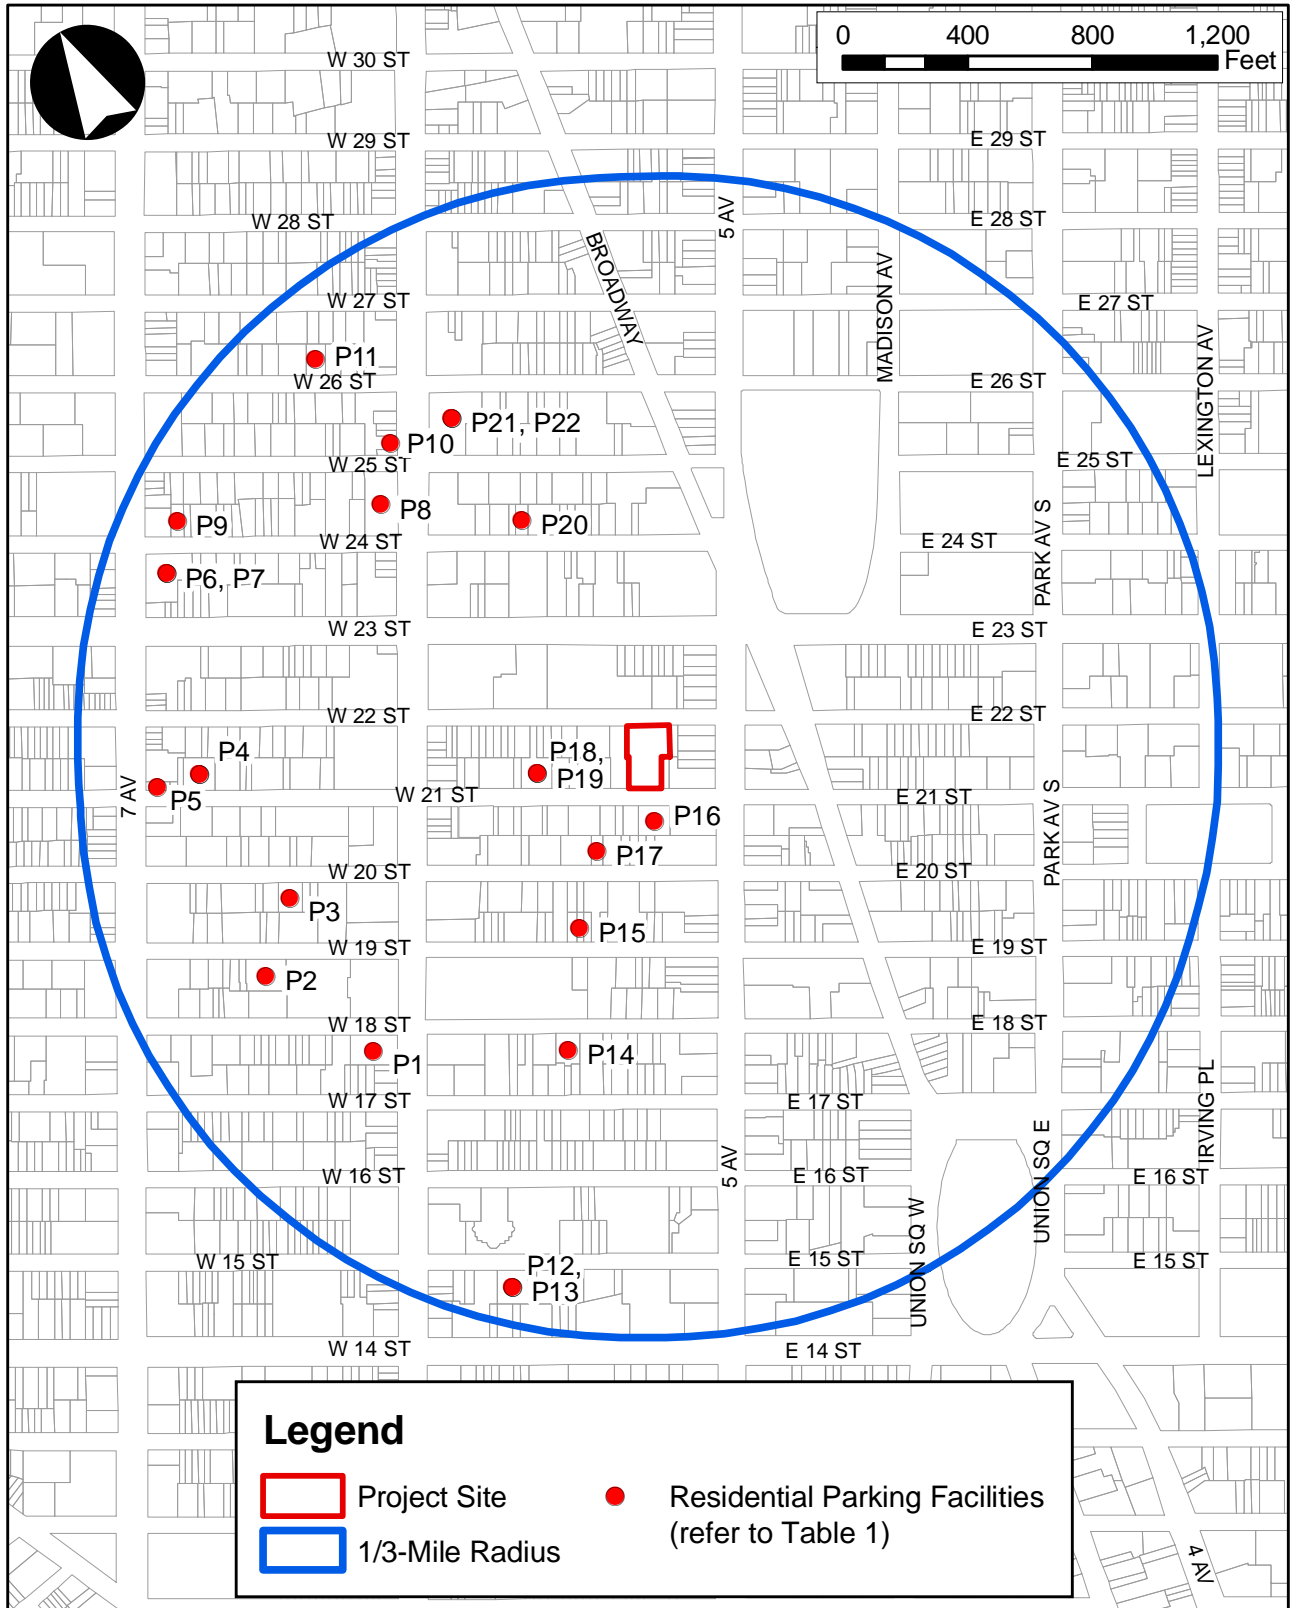 0 400 800 1,200
Feet
W 30 ST
W 29 ST
E 29 ST
W 28 ST
5 AV
E 28 ST
BROADWAY
MADISON AV
W 27 ST
E 27 ST
LEXINGTON AV
P11
W 26 ST
E 26 ST
P21, P22
P10
W 25 ST
E 25 ST
P8
P9
P20
W 24 ST
E 24 ST
PARK AV S
P6, P7
W 23 ST
E 23 ST
W 22 ST
E 22 ST
P4
P18,
P19
7 AV
P5
W 21 ST
E 21 ST
PARK AV S
P16
P17
W 20 ST
E 20 ST
P3
P15
W 19 ST
E 19 ST
P2
W 18 ST
E 18 ST
P1
P14
W 17 ST
E 17 ST
IRVING PL
5 AV
UNION SQ E
W 16 ST
E 16 ST
E 16 ST
UNION SQ W
W 15 ST
E 15 ST
E 15 ST
P12,
P13
W 14 ST
E 14 ST
Legend
Project Site
Residential Parking Facilities
(refer to Table 1)
1/3-Mile Radius
4 AV